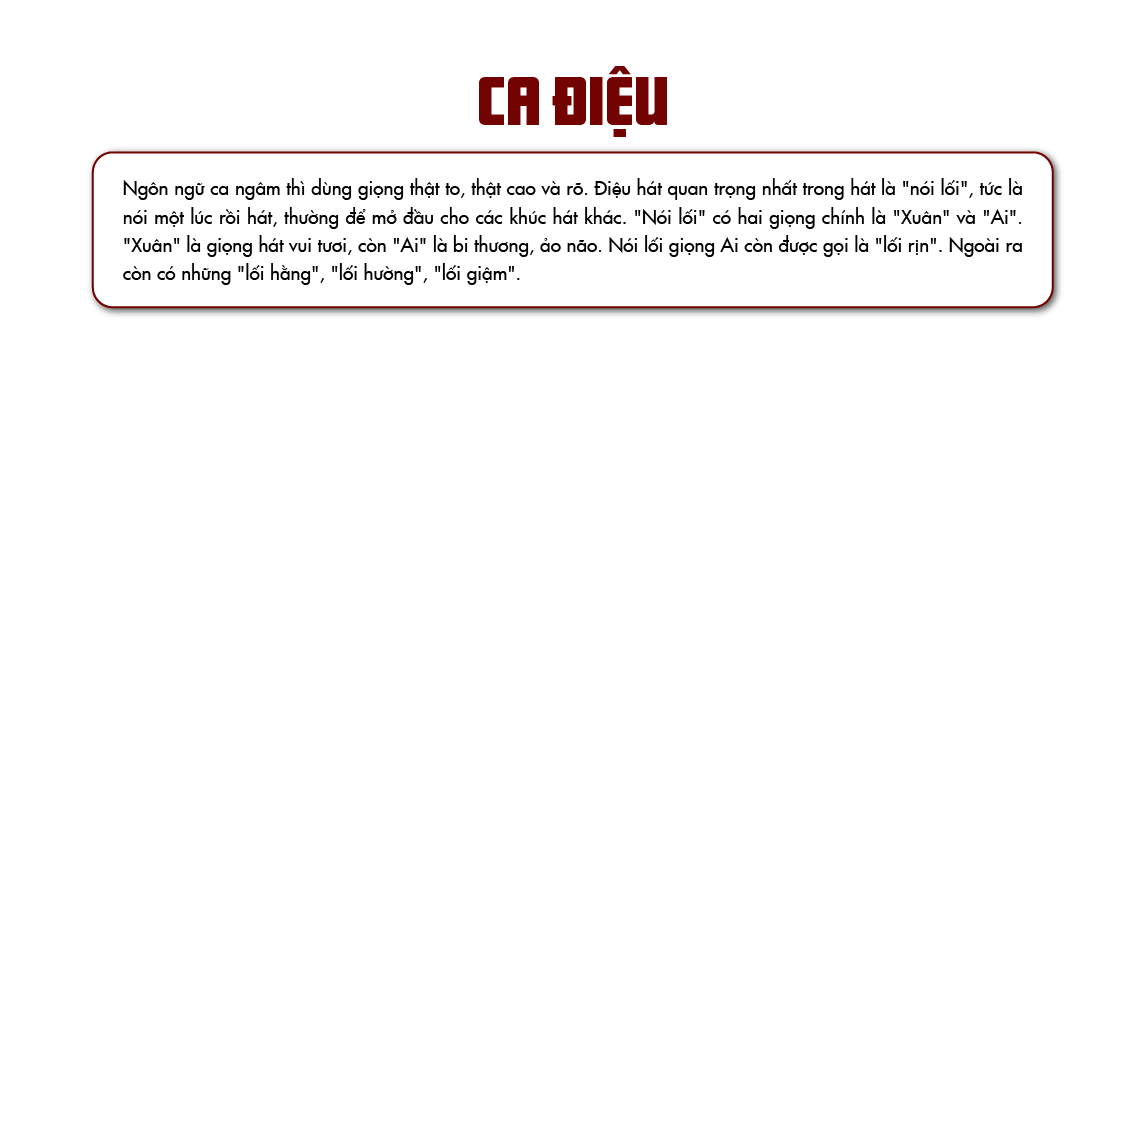 CA ĐIỆU
Ngôn ngữ ca ngâm thì dùng giọng thật to, thật cao và rõ. Điệu hát quan trọng nhất trong hát là "nói lối", tức là
nói một lúc rồi hát, thường để mở đầu cho các khúc hát khác. "Nói lối" có hai giọng chính là "Xuân" và "Ai".
"Xuân" là giọng hát vui tươi, còn "Ai" là bi thương, ảo não. Nói lối giọng Ai còn được gọi là "lối rịn". Ngoài ra
còn có những "lối hằng", "lối hường", "lối giậm".